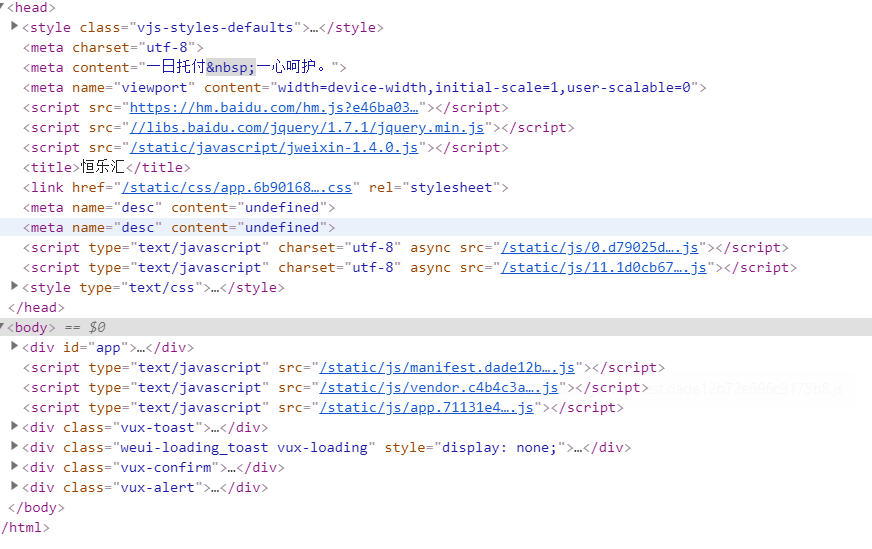 <head>
<style class="vjs-styles-defaults">…</style>
<meta charset="utf-8">
<meta content="一日托付&nbsp;一心呵护。">
<meta name="viewport" content="width=device-width,initial-scale=1,user-scalable=0">
<script src="https://hm.baidu.com/hm.js?e46ba03…"></script>
<script src="//libs.baidu.com/jquery/1.7.1/jquery.min.js"></script>
<script src="/static/javascript/jweixin-1.4.0.js"></script>
<title>恒乐汇</title>
<link href="/static/css/app.6b90168….css" rel="stylesheet">
<meta name="desc" content="undefined">
<meta name="desc" content="undefined">
<script type="text/javascript" charset="utf-8" async src="/static/js/0.d79025d….js"></script>
<script type="text/javascript" charset="utf-8" async src="/static/js/11.1d0cb67….js"></script>
<style type="text/css">…</style>
</head>
<body> == $0
<div id="app">…</div>
<script type="text/javascript" src="/static/js/manifest.dade12b….js"></script>
<script type="text/javascript" src="/static/js/vendor.c4b4c3a….js"></script>
<script type="text/javascript" src="/static/js/app.71131e4….js"></script>
<div class="vux-toast">…</div>
<div class="weui-loading_toast vux-loading" style="display: none;">…</div>
<div class="vux-confirm">…</div>
<div class="vux-alert">…</div>
</body>
/html>